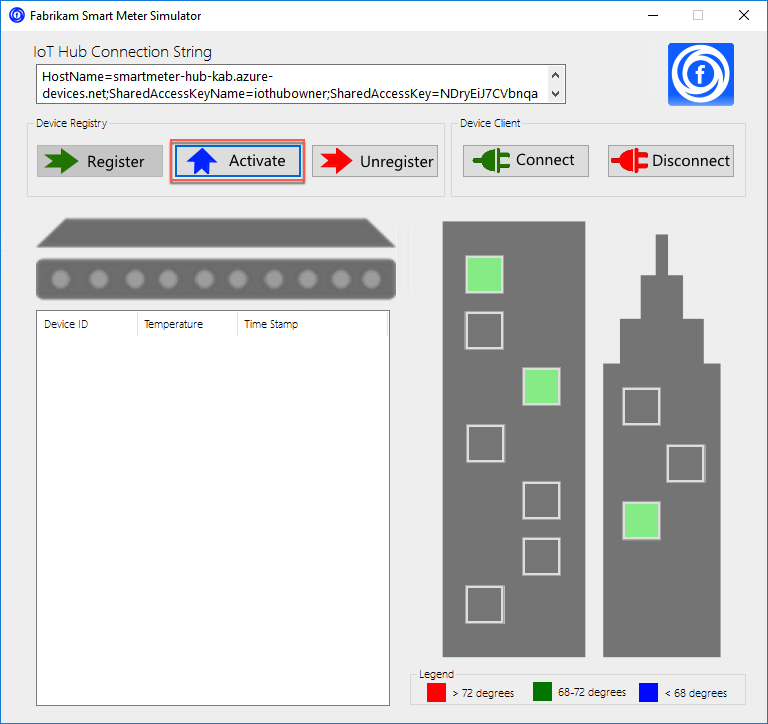 Fabrikam Smart Meter Simulator
IoT Hub Connection String
HostName=smartmeter-hub-kab.azure-
devices.net;SharedAccessKeyName=iothubowner;SharedAccessKey=NDryEiJ7CVbnqa
f
Device Registry
Device Client
Register
Activate
Unregister
Connect
Disconnect
Device ID
Temperature
Time Stamp
Legend
> 72 degrees
68-72 degrees
< 68 degrees